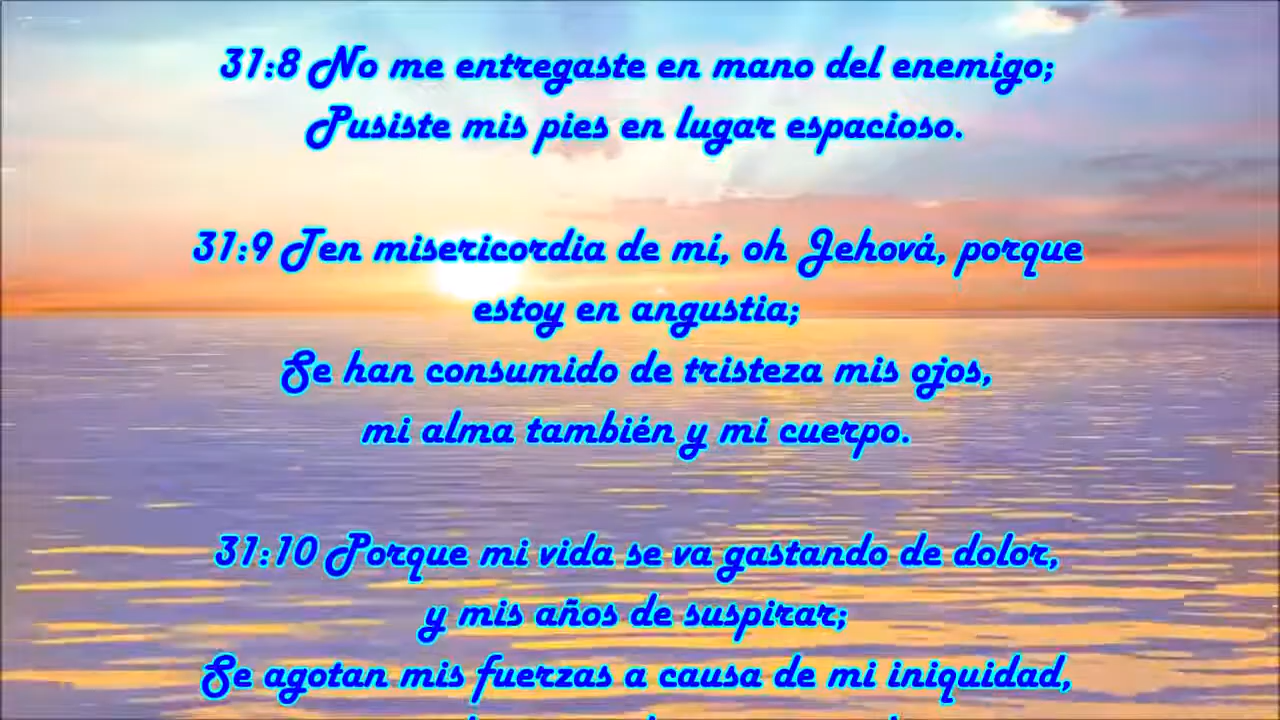 31:8 No me entregaste en mano del enemigo;
Pusiste mis pies en lugar espacioso.
31:9 Ten misericordia de mí, oh Jehová, porque
estoy en angustia;
Se han consumido de tristeza mis ojos,
mi alma también y mi cuerpo.
31:10 Porque mi vida se va gastando de dolor,
y mis años de suspirar;
Se agotan mis fuerzas a causa de mi iniquidad,